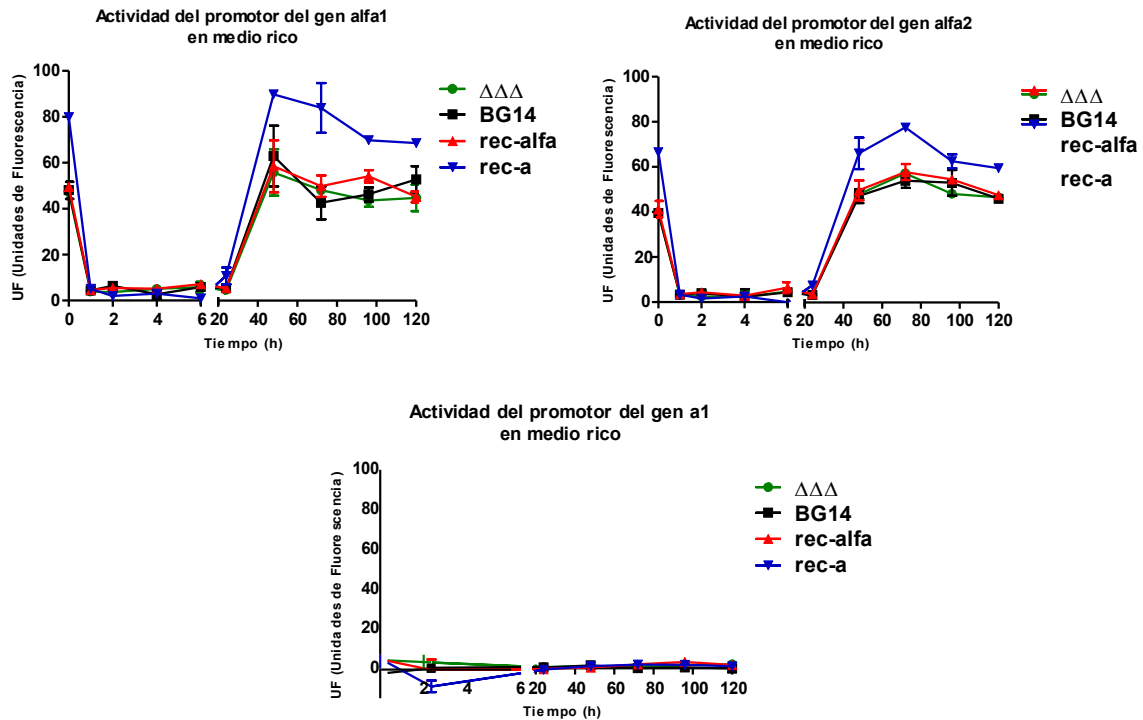 Actividad del promotor del gen alfa1
en medio rico
UF (Unidades de Fluorescencia)
100
80
60
40
20
0
0 2 4 6 20 40 60 80 100 120
Tiempo (h)
ΔΔΔ
BG14
rec-alfa
rec-a
Actividad del promotor del gen alfa2
en medio rico
UF (Unidades de Fluorescencia)
100
80
60
40
20
0
0 2 4 6 20 40 60 80 100 120
Tiempo (h)
ΔΔΔ
BG14
rec-alfa
rec-a
Actividad del promotor del gen a1
en medio rico
UF (Unidades de Fluorescencia)
100
80
60
40
20
0
2 4 6 20 40 60 80 100 120
Tiempo (h)
ΔΔΔ
BG14
rec-alfa
rec-a